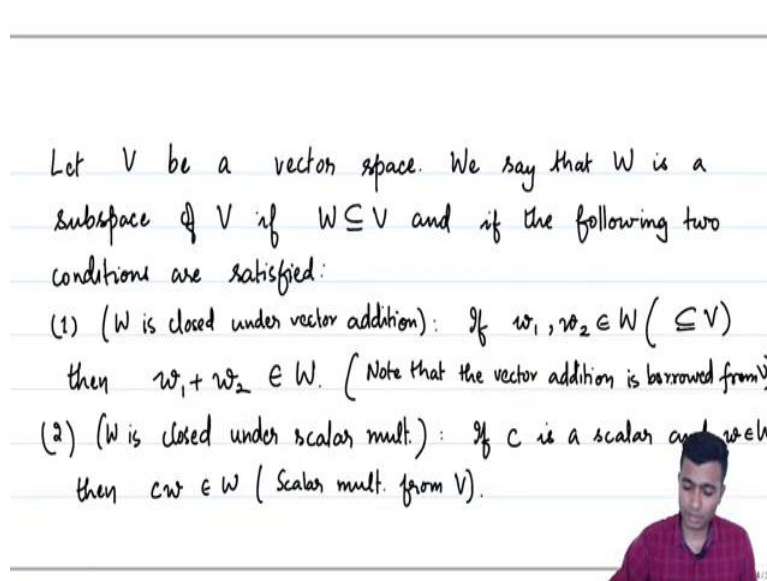 Let V be a vector space. We say that W is a
subspace of V if W ⊆ V and if the following two
conditions are satisfied:
(1) (W is closed under vector addition): If w₁, w₂ ∈ W ( ⊆ V)
then w₁ + w₂ ∈ W. ( Note that the vector addition is borrowed from V)
(2) (W is closed under scalar mult.) : If c is a scalar and w ∈ W
then cw ∈ W ( Scalar mult. from V).